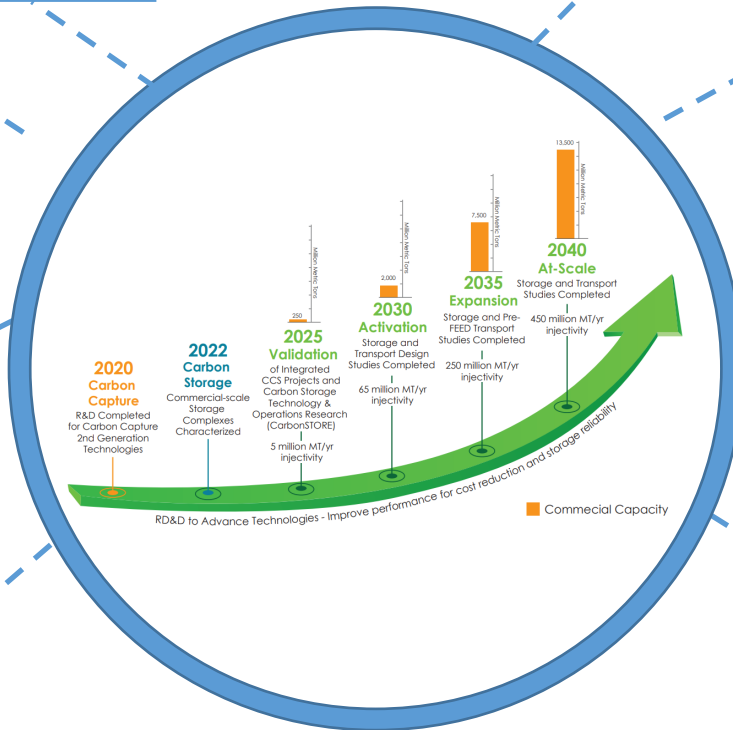 2020
Carbon
Capture
R&D Completed
for Carbon Capture
2nd Generation
Technologies
2022
Carbon
Storage
Commercial-scale
Storage
Complexes
Characterized
Million Metric Tons
250
2025
Validation
of Integrated
CCS Projects and
Carbon Storage
Technology &
Operations Research
(CarbonSTORE)
5 million MT/yr
injectivity
Million Metric Tons
2,000
2030
Activation
Storage and
Transport Design
Studies Completed
65 million MT/yr
injectivity
Million Metric Tons
7,500
2035
Expansion
Storage and Pre-
FEED Transport
Studies Completed
250 million MT/yr
injectivity
13,500
Million Metric Tons
2040
At-Scale
Storage and Transport
Studies Completed
450 million MT/yr
injectivity
RD&D to Advance Technologies - Improve performance for cost reduction and storage reliability
Commecial Capacity